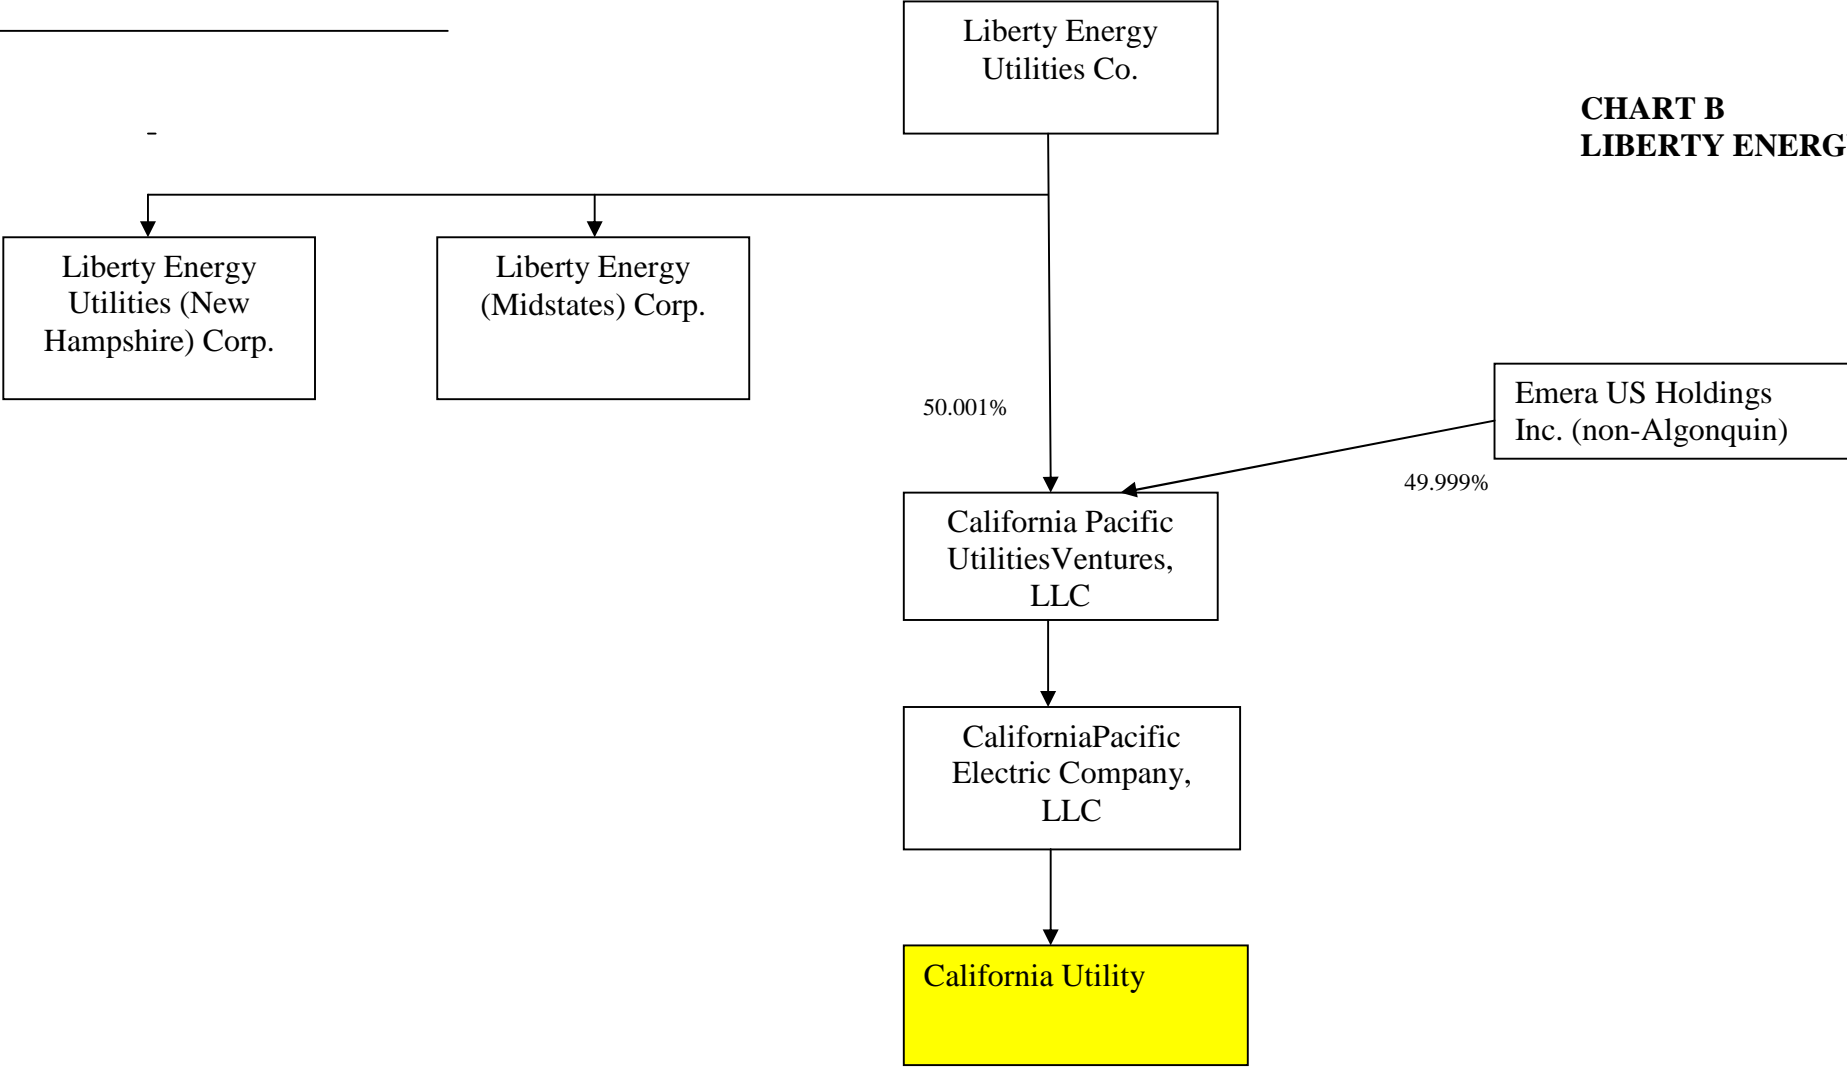 Liberty Energy
Utilities Co.
CHART B
LIBERTY ENERG
Liberty Energy
Utilities (New
Hampshire) Corp.
Liberty Energy
(Midstates) Corp.
50.001%
Emera US Holdings
Inc. (non-Algonquin)
49.999%
California Pacific
UtilitiesVentures,
LLC
CaliforniaPacific
Electric Company,
LLC
California Utility